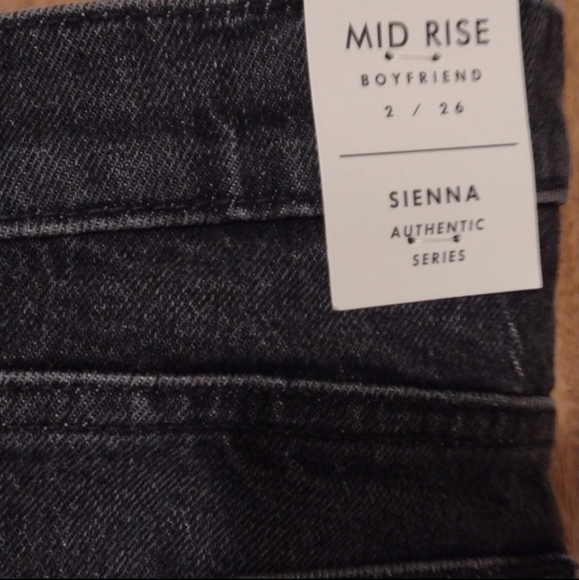 MID RISE
BOYFRIEND
2 / 26
SIENNA
AUTHENTIC
SERIES